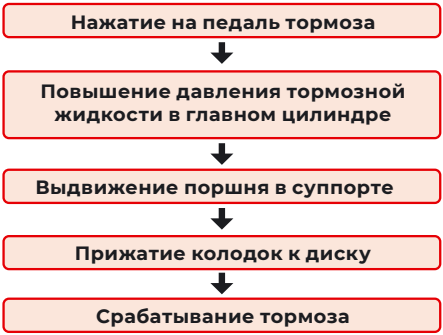 Нажатие на педаль тормоза
Повышение давления тормозной
жидкости в главном цилиндре
Выдвижение поршня в суппорте
Прижатие колодок к диску
Срабатывание тормоза